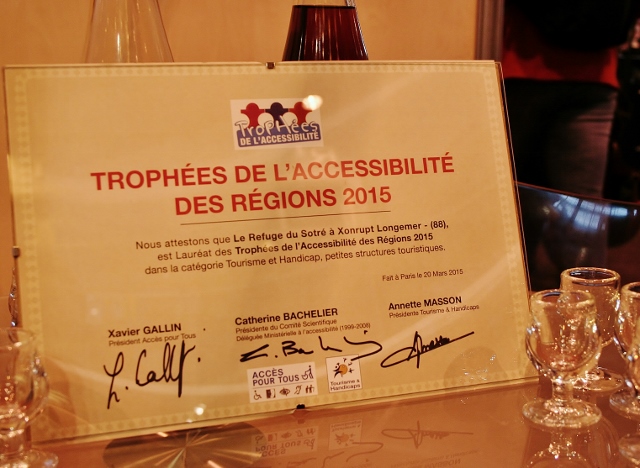 TROPHÉES
DE L'ACCESSIBILITÉ
TROPHÉES DE L'ACCESSIBILITÉ
DES RÉGIONS 2015
Nous attestons que Le Refuge du Sotré à Xonrupt Longemer - (88),
est Lauréat des Trophées de l'Accessibilité des Régions 2015
dans la catégorie Tourisme et Handicap, petites structures touristiques.
Fait à Paris le 20 Mars 2015
Xavier GALLIN
Président Accès pour Tous
Catherine BACHELIER
Présidente du Comité Scientifique
Déléguée Ministérielle à l'accessibilité (1999-2008)
Annette MASSON
Présidente Tourisme & Handicaps
ACCÈS
POUR TOUS
Tourisme &
Handicaps